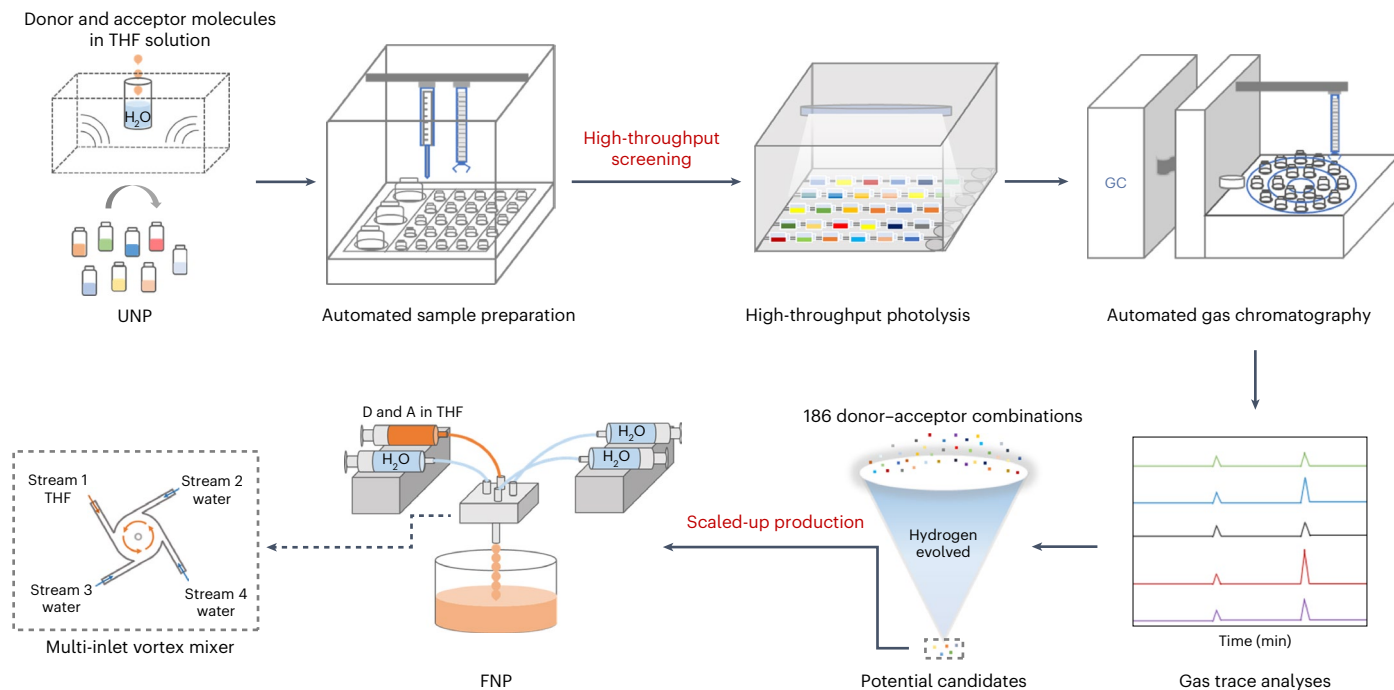 Donor and acceptor molecules
in THF solution
H₂O
UNP
Automated sample preparation
High-throughput
screening
High-throughput photolysis
GC
Automated gas chromatography
Stream 1
THF
Stream 2
water
Stream 3
water
Stream 4
water
Multi-inlet vortex mixer
D and A in THF
H₂O
H₂O
H₂O
FNP
Scaled-up production
186 donor–acceptor combinations
Hydrogen
evolved
Potential candidates
Time (min)
Gas trace analyses